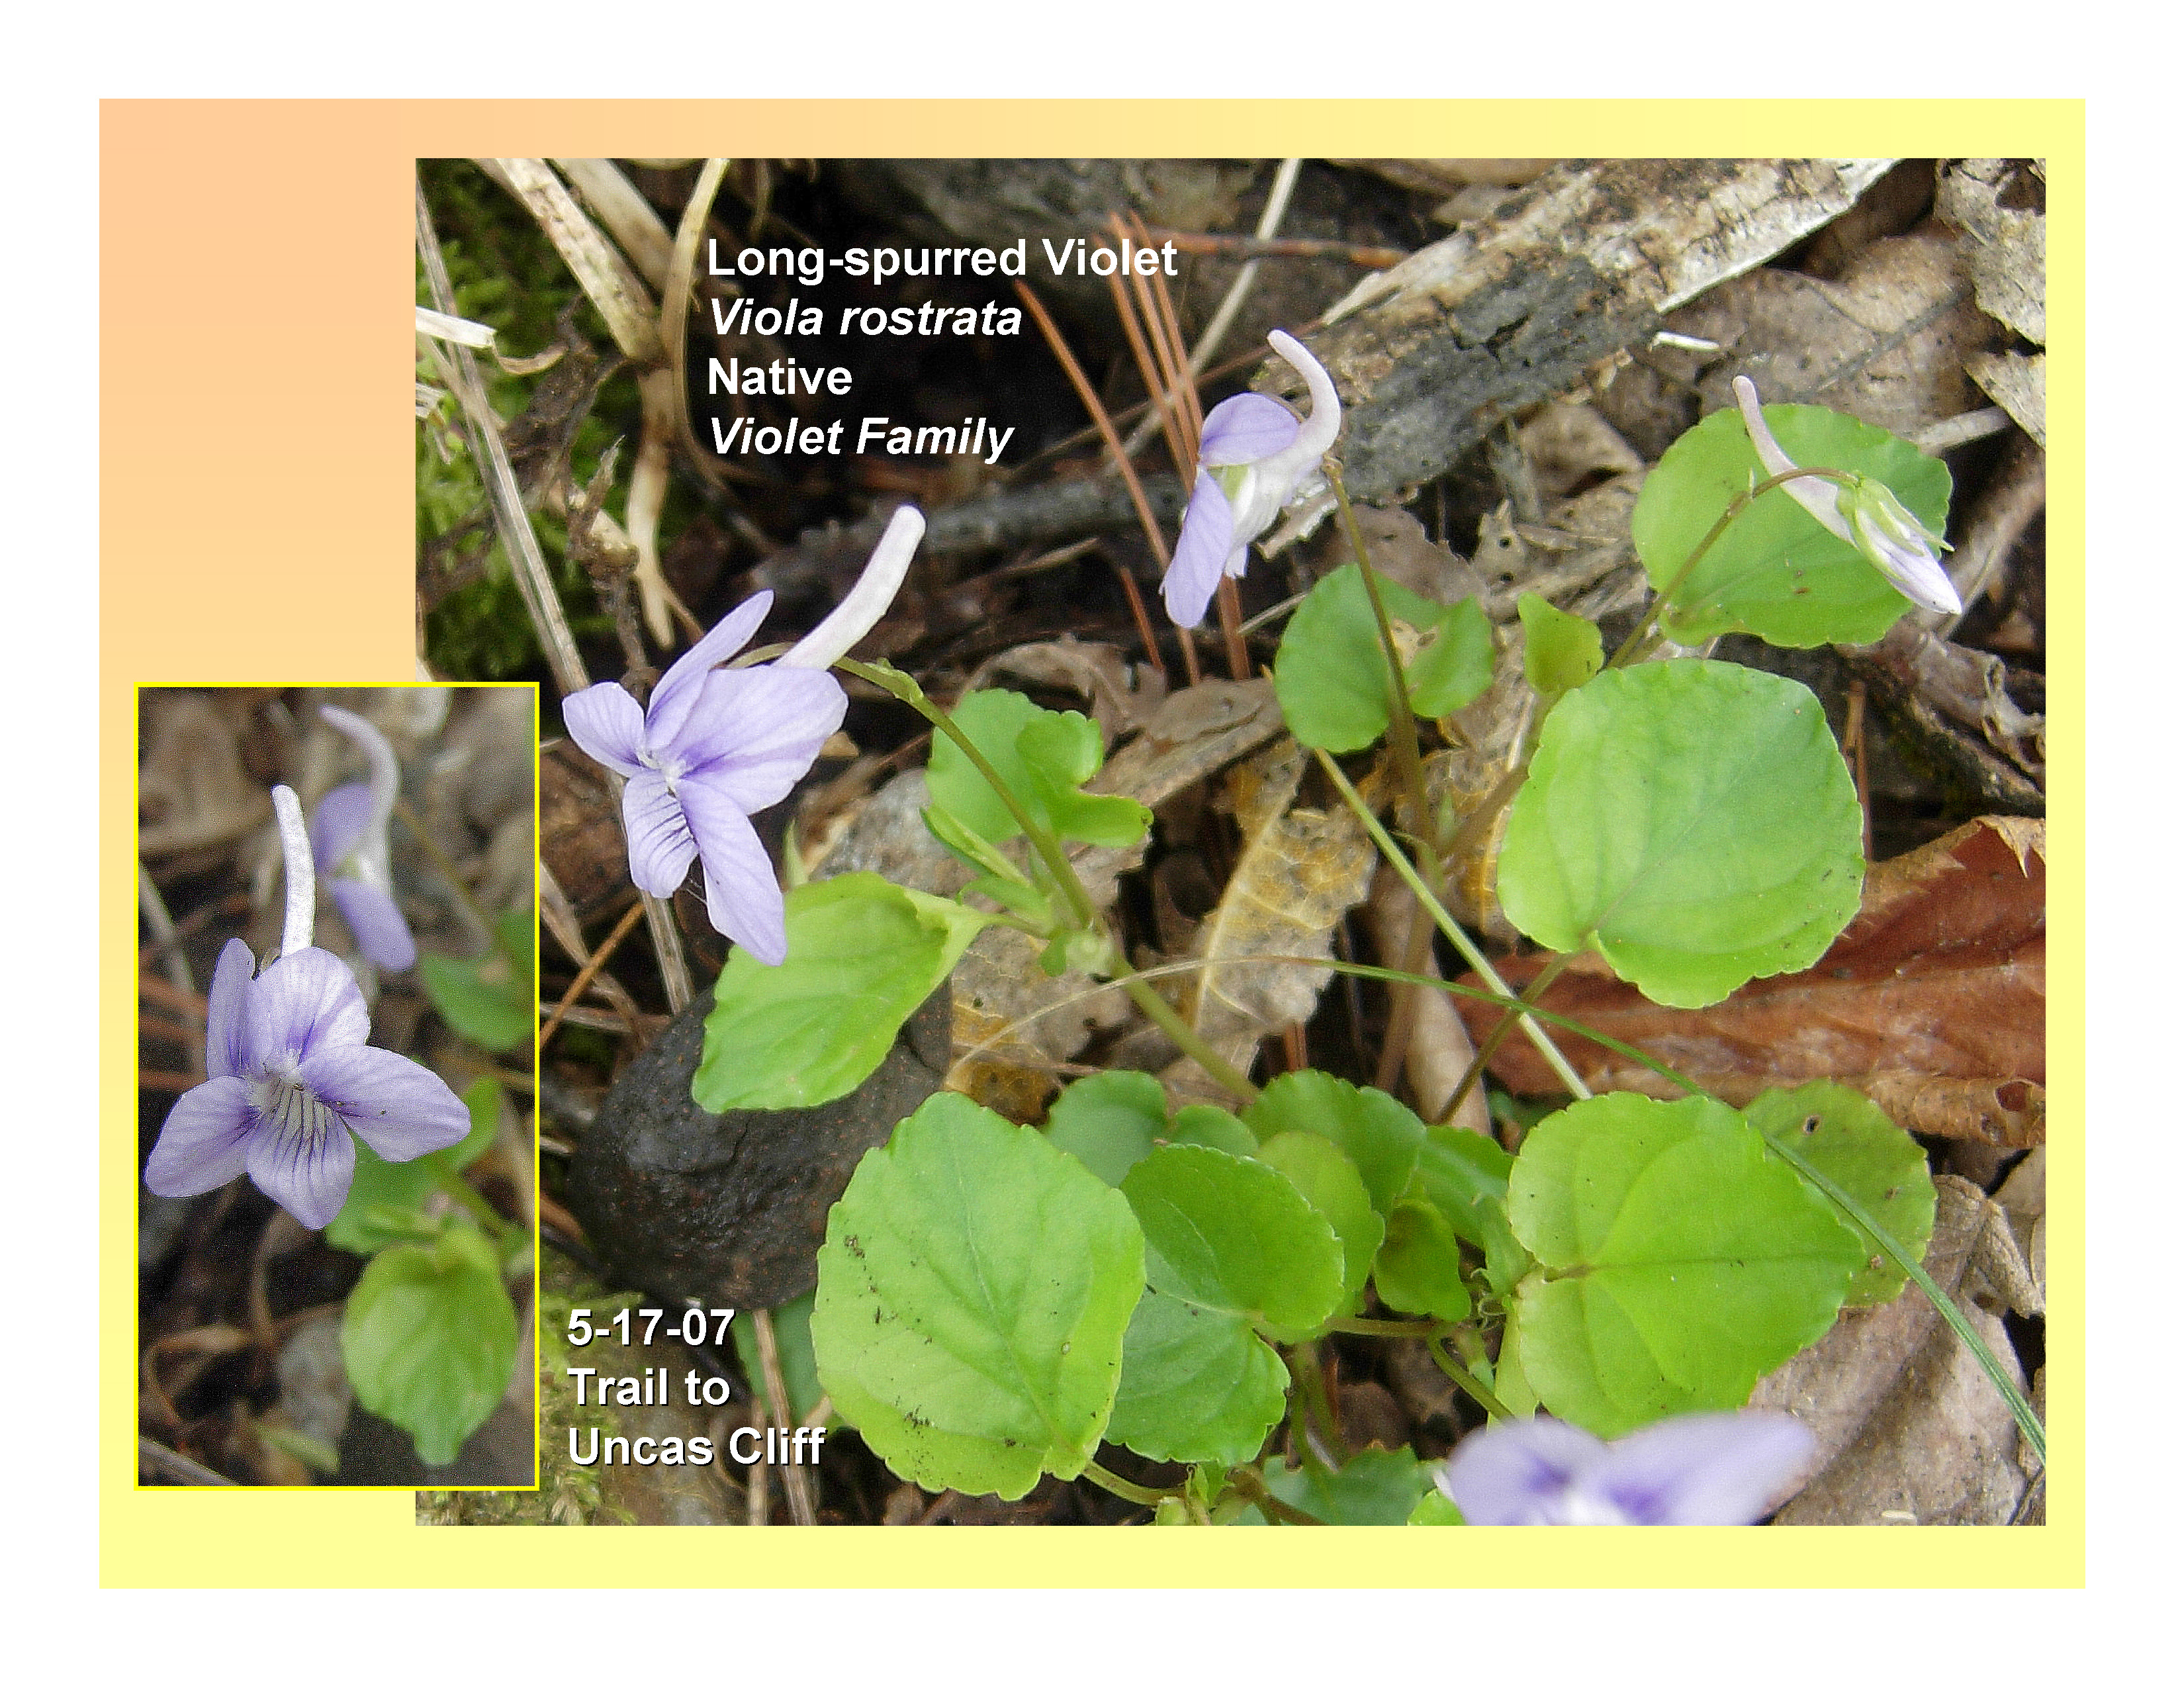 Long-spurred Violet
Viola rostrata
Native
Violet Family
5-17-07
Trail to
Uncas Cliff